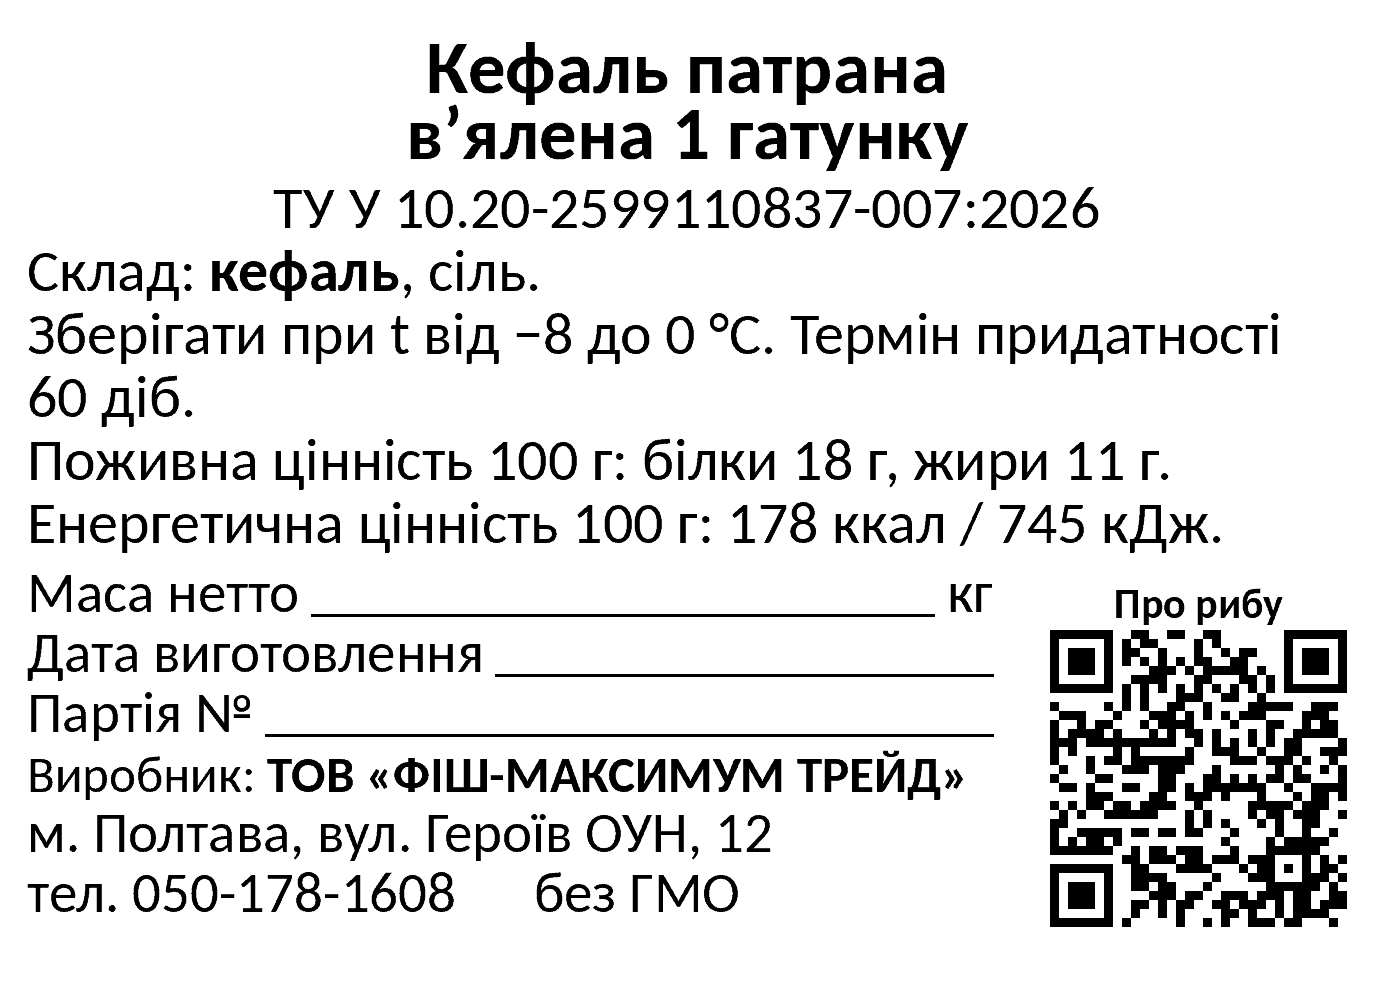 Кефаль патрана
в’ялена 1 гатунку
ТУ У 10.20-2599110837-007:2026
Склад: кефаль, сіль.
Зберігати при t від −8 до 0 °C. Термін придатності
60 діб.
Поживна цінність 100 г: білки 18 г, жири 11 г.
Енергетична цінність 100 г: 178 ккал / 745 кДж.
Маса нетто ______ кг
Дата виготовлення ______
Партія № ______
Про рибу
Виробник: ТОВ «ФІШ-МАКСИМУМ ТРЕЙД»
м. Полтава, вул. Героїв ОУН, 12
тел. 050-178-1608 без ГМО